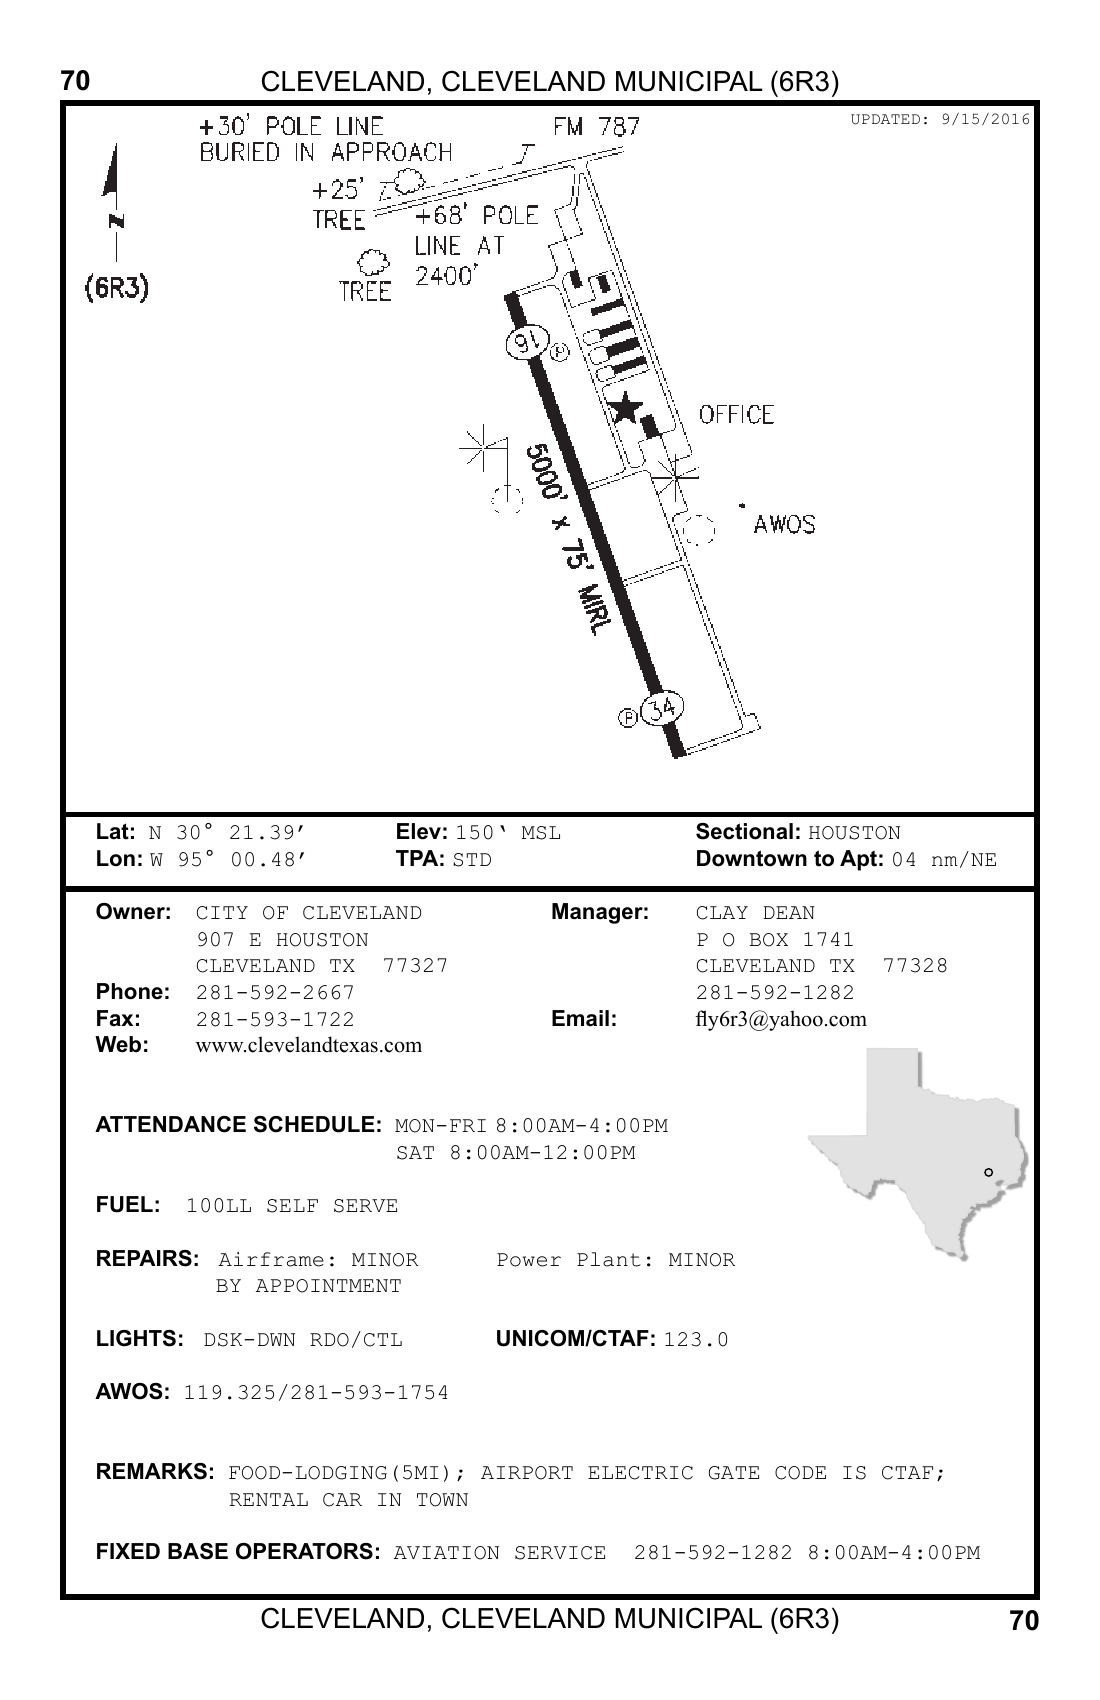 70 CLEVELAND, CLEVELAND MUNICIPAL (6R3)
UPDATED: 9/15/2016
+30' POLE LINE
BURIED IN APPROACH
FM 787
+25'
TREE
+68' POLE
LINE AT
2400'
TREE
N
(6R3)
16
P
OFFICE
5000' x 75' MIRL
AWOS
P
34
Lat: N 30° 21.39′ Elev: 150‘ MSL Sectional: HOUSTON
Lon: W 95° 00.48′ TPA: STD Downtown to Apt: 04 nm/NE
Owner: CITY OF CLEVELAND Manager: CLAY DEAN
907 E HOUSTON P O BOX 1741
CLEVELAND TX 77327 CLEVELAND TX 77328
Phone: 281-592-2667 281-592-1282
Fax: 281-593-1722 Email: fly6r3@yahoo.com
Web: www.clevelandtexas.com
ATTENDANCE SCHEDULE: MON-FRI 8:00AM-4:00PM
SAT 8:00AM-12:00PM
FUEL: 100LL SELF SERVE
REPAIRS: Airframe: MINOR Power Plant: MINOR
BY APPOINTMENT
LIGHTS: DSK-DWN RDO/CTL UNICOM/CTAF: 123.0
AWOS: 119.325/281-593-1754
REMARKS: FOOD-LODGING(5MI); AIRPORT ELECTRIC GATE CODE IS CTAF;
RENTAL CAR IN TOWN
FIXED BASE OPERATORS: AVIATION SERVICE 281-592-1282 8:00AM-4:00PM
CLEVELAND, CLEVELAND MUNICIPAL (6R3) 70